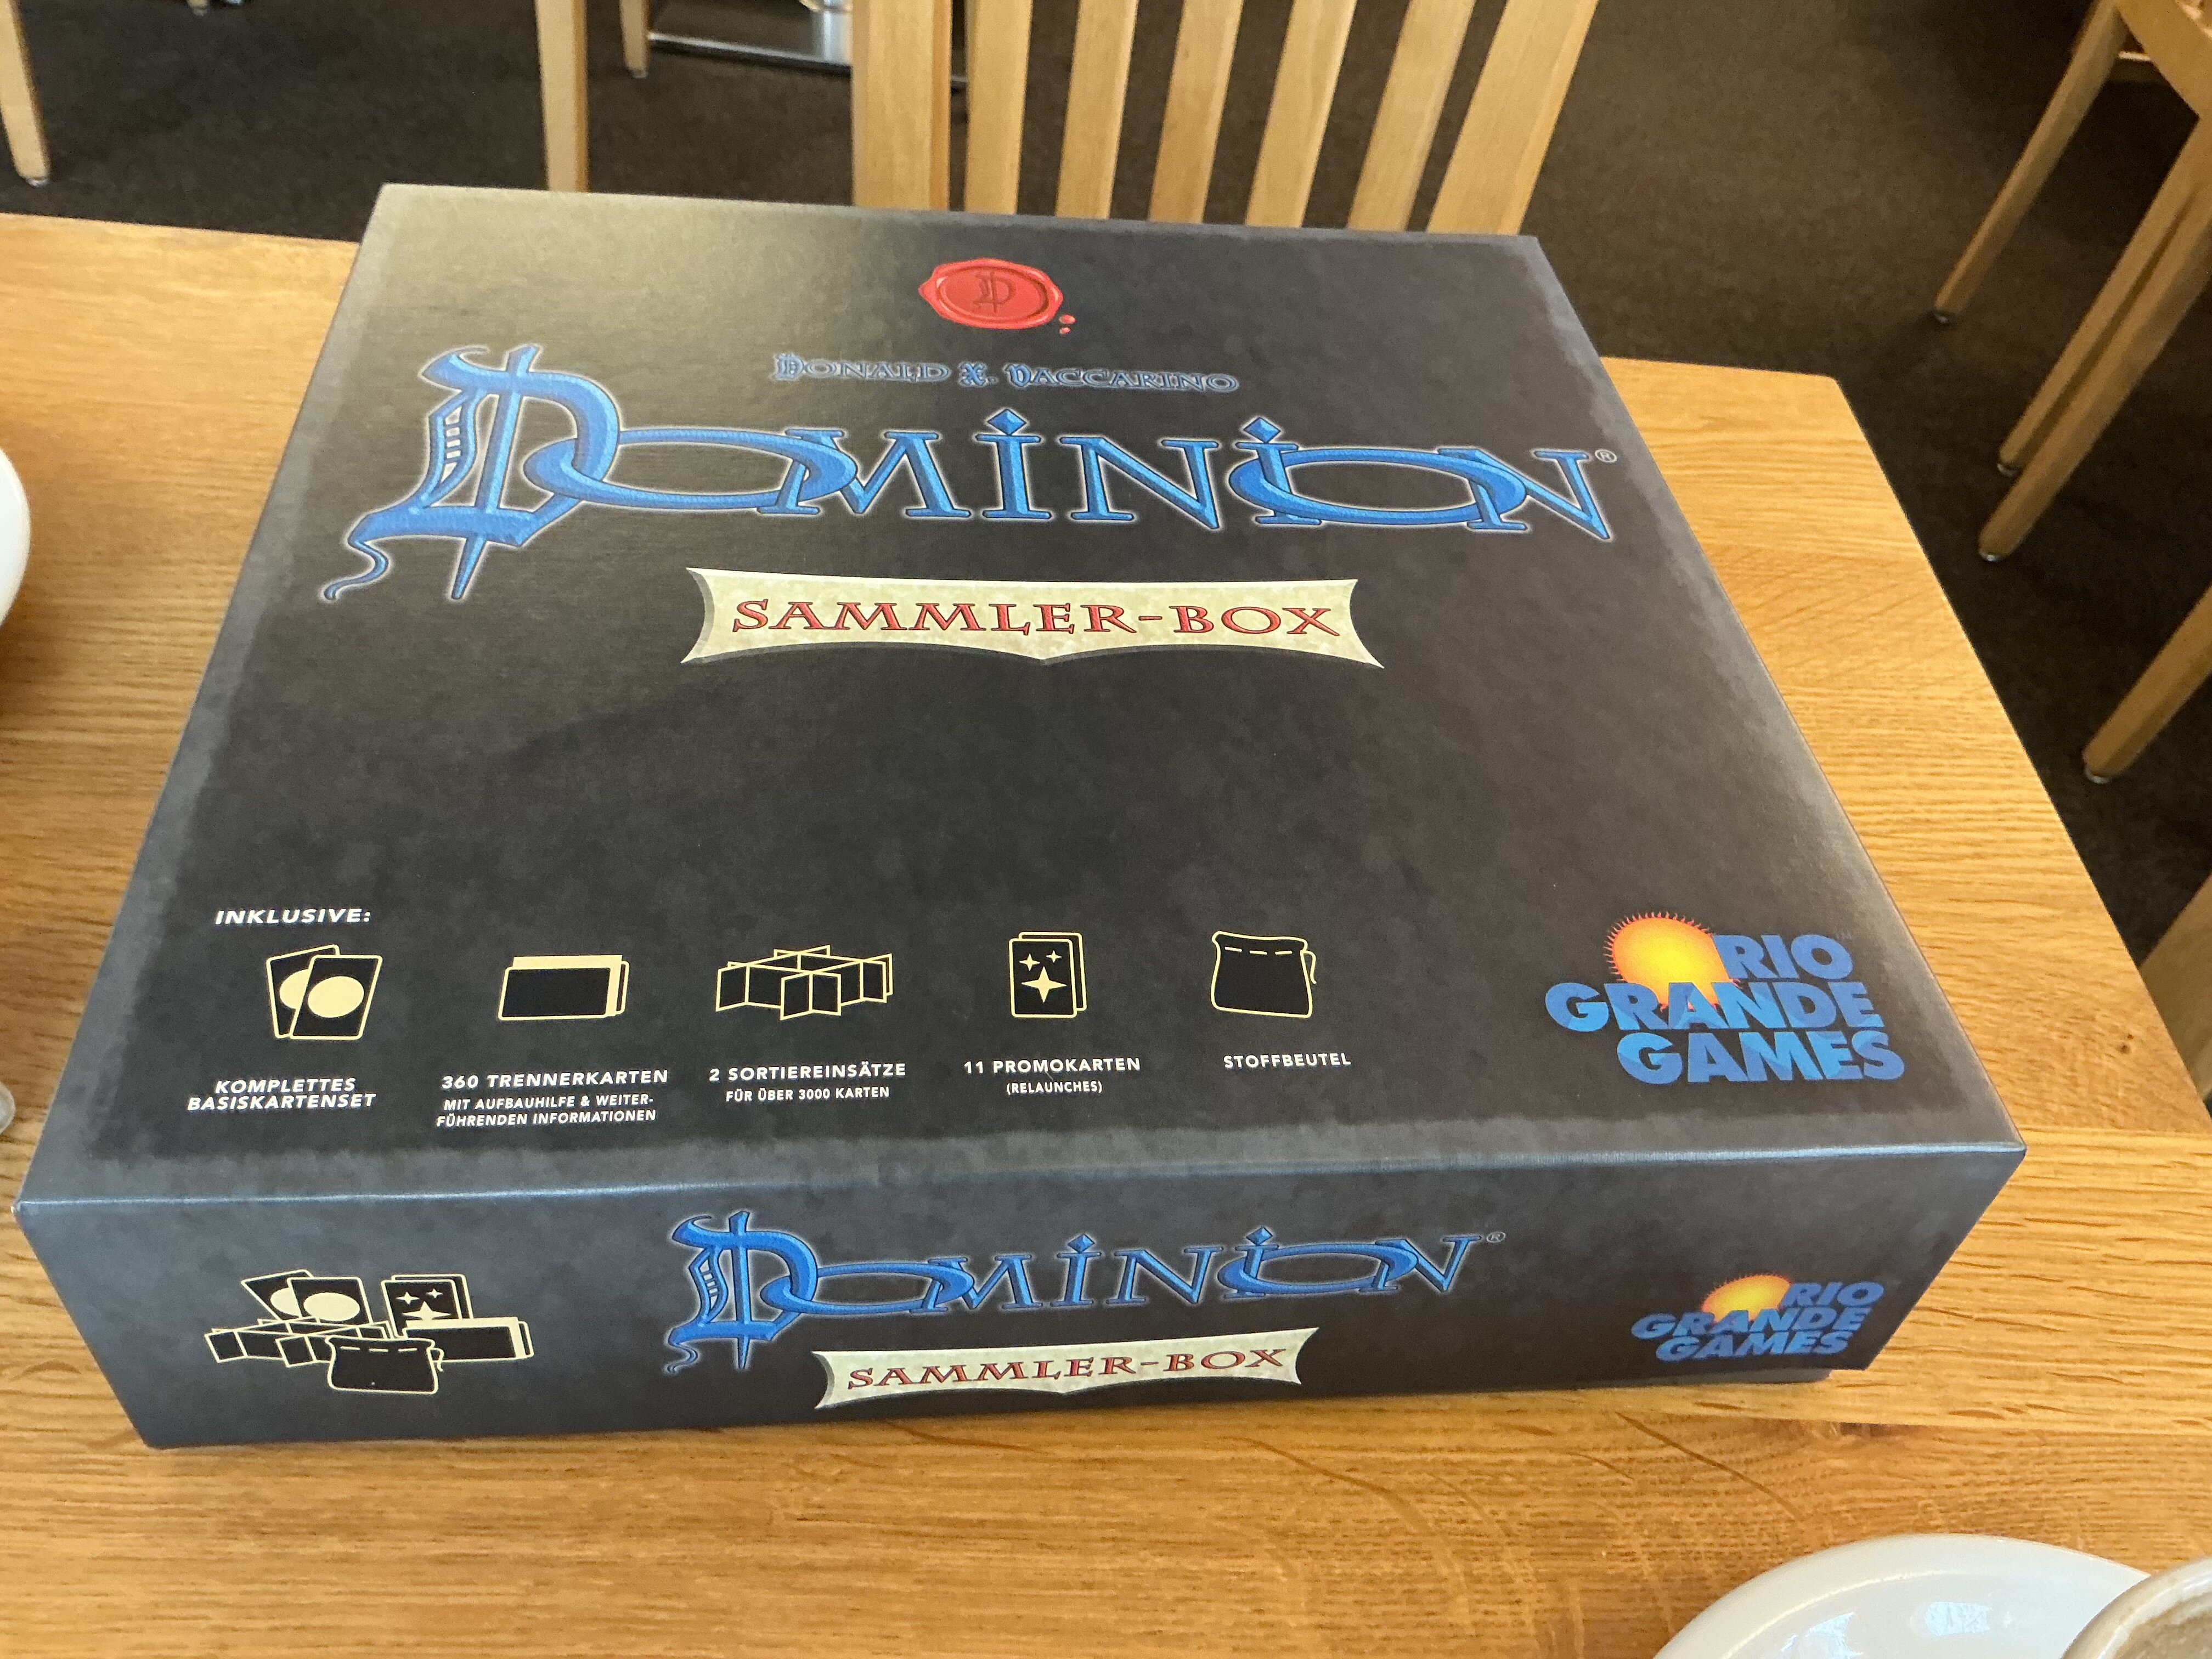 DONALD X. VACCARINO
DOMINION®
SAMMLER-BOX
INKLUSIVE:
KOMPLETTES
BASISKARTENSET
360 TRENNERKARTEN
MIT AUFBAUHILFE & WEITER-
FÜHRENDEN INFORMATIONEN
2 SORTIEREINSÄTZE
FÜR ÜBER 3000 KARTEN
11 PROMOKARTEN
(RELAUNCHES)
STOFFBEUTEL
RIO
GRANDE
GAMES
DOMINION®
SAMMLER-BOX
RIO
GRANDE
GAMES